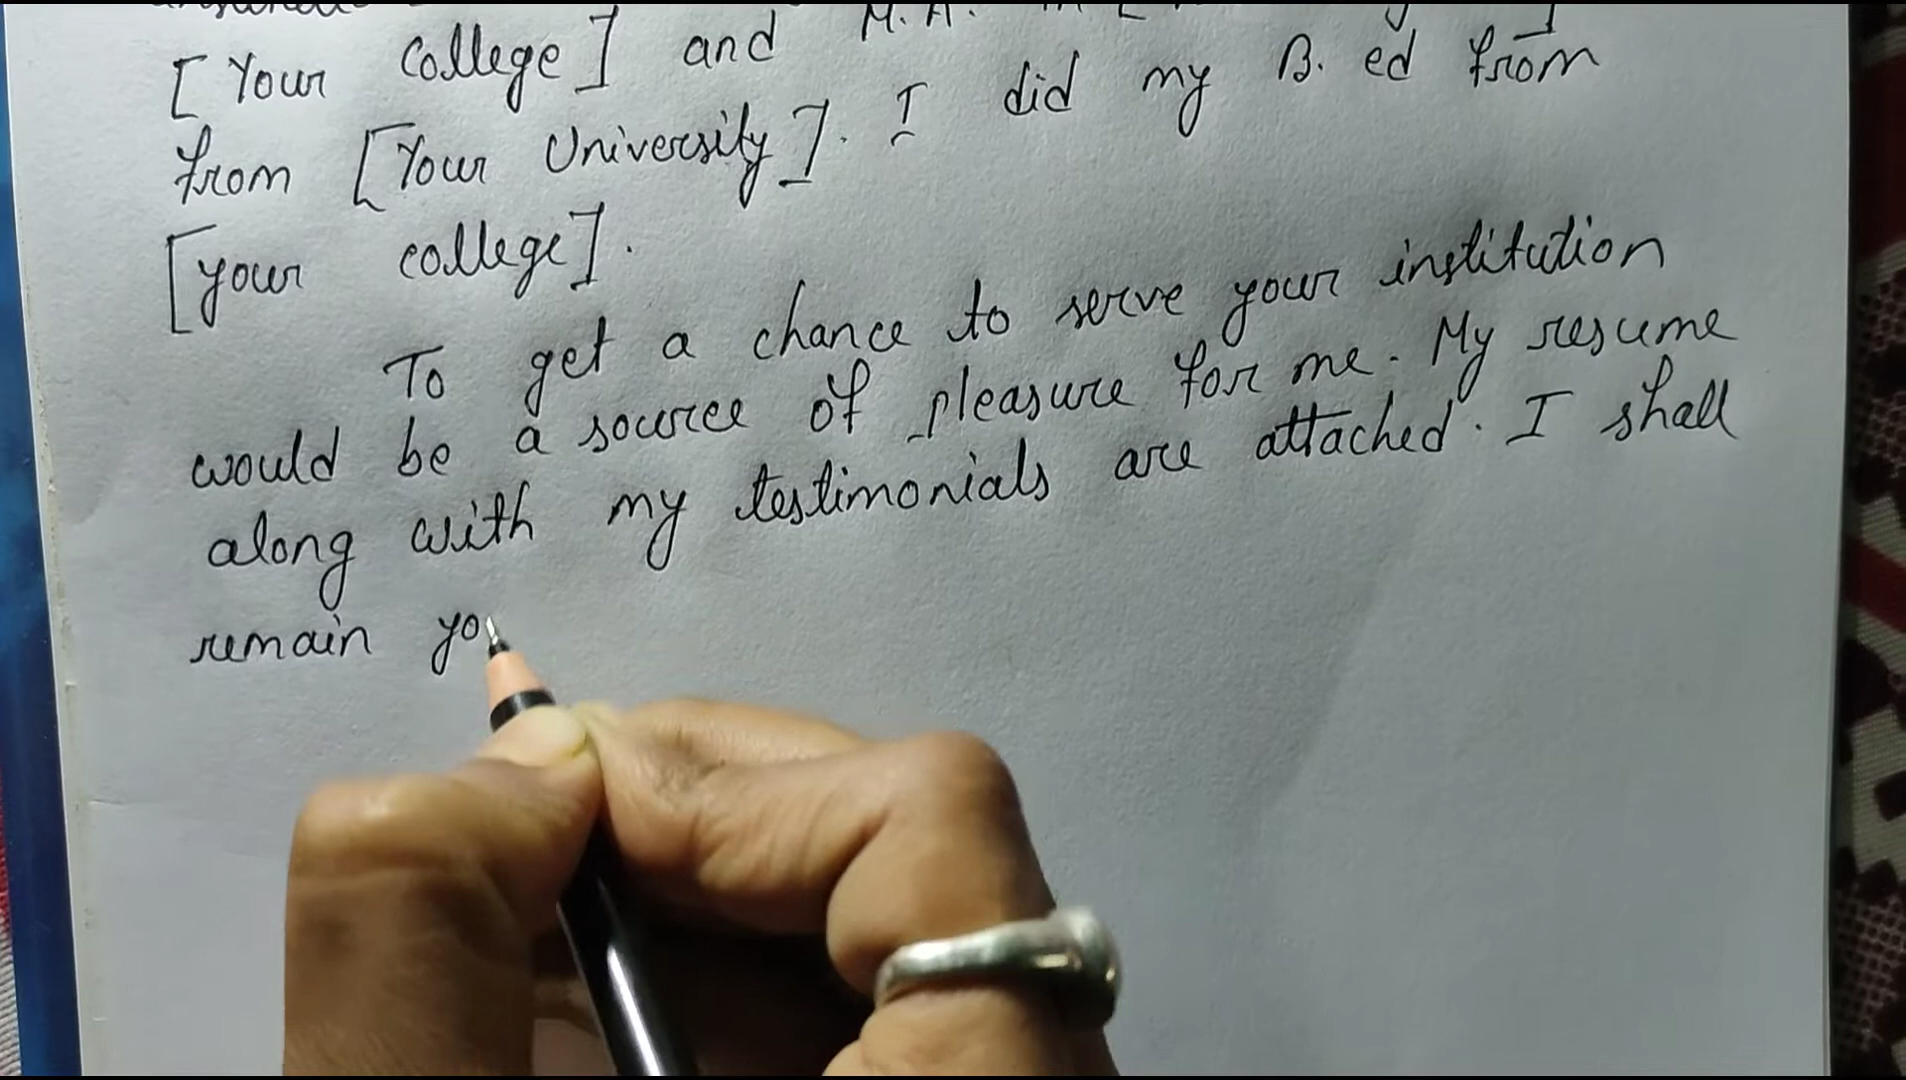 [Your College] and M.A. in
from [Your University]. I did my B. ed from
[your college].
To get a chance to serve your institution
would be a source of pleasure for me. My resume
along with my testimonials are attached. I shall
remain yo